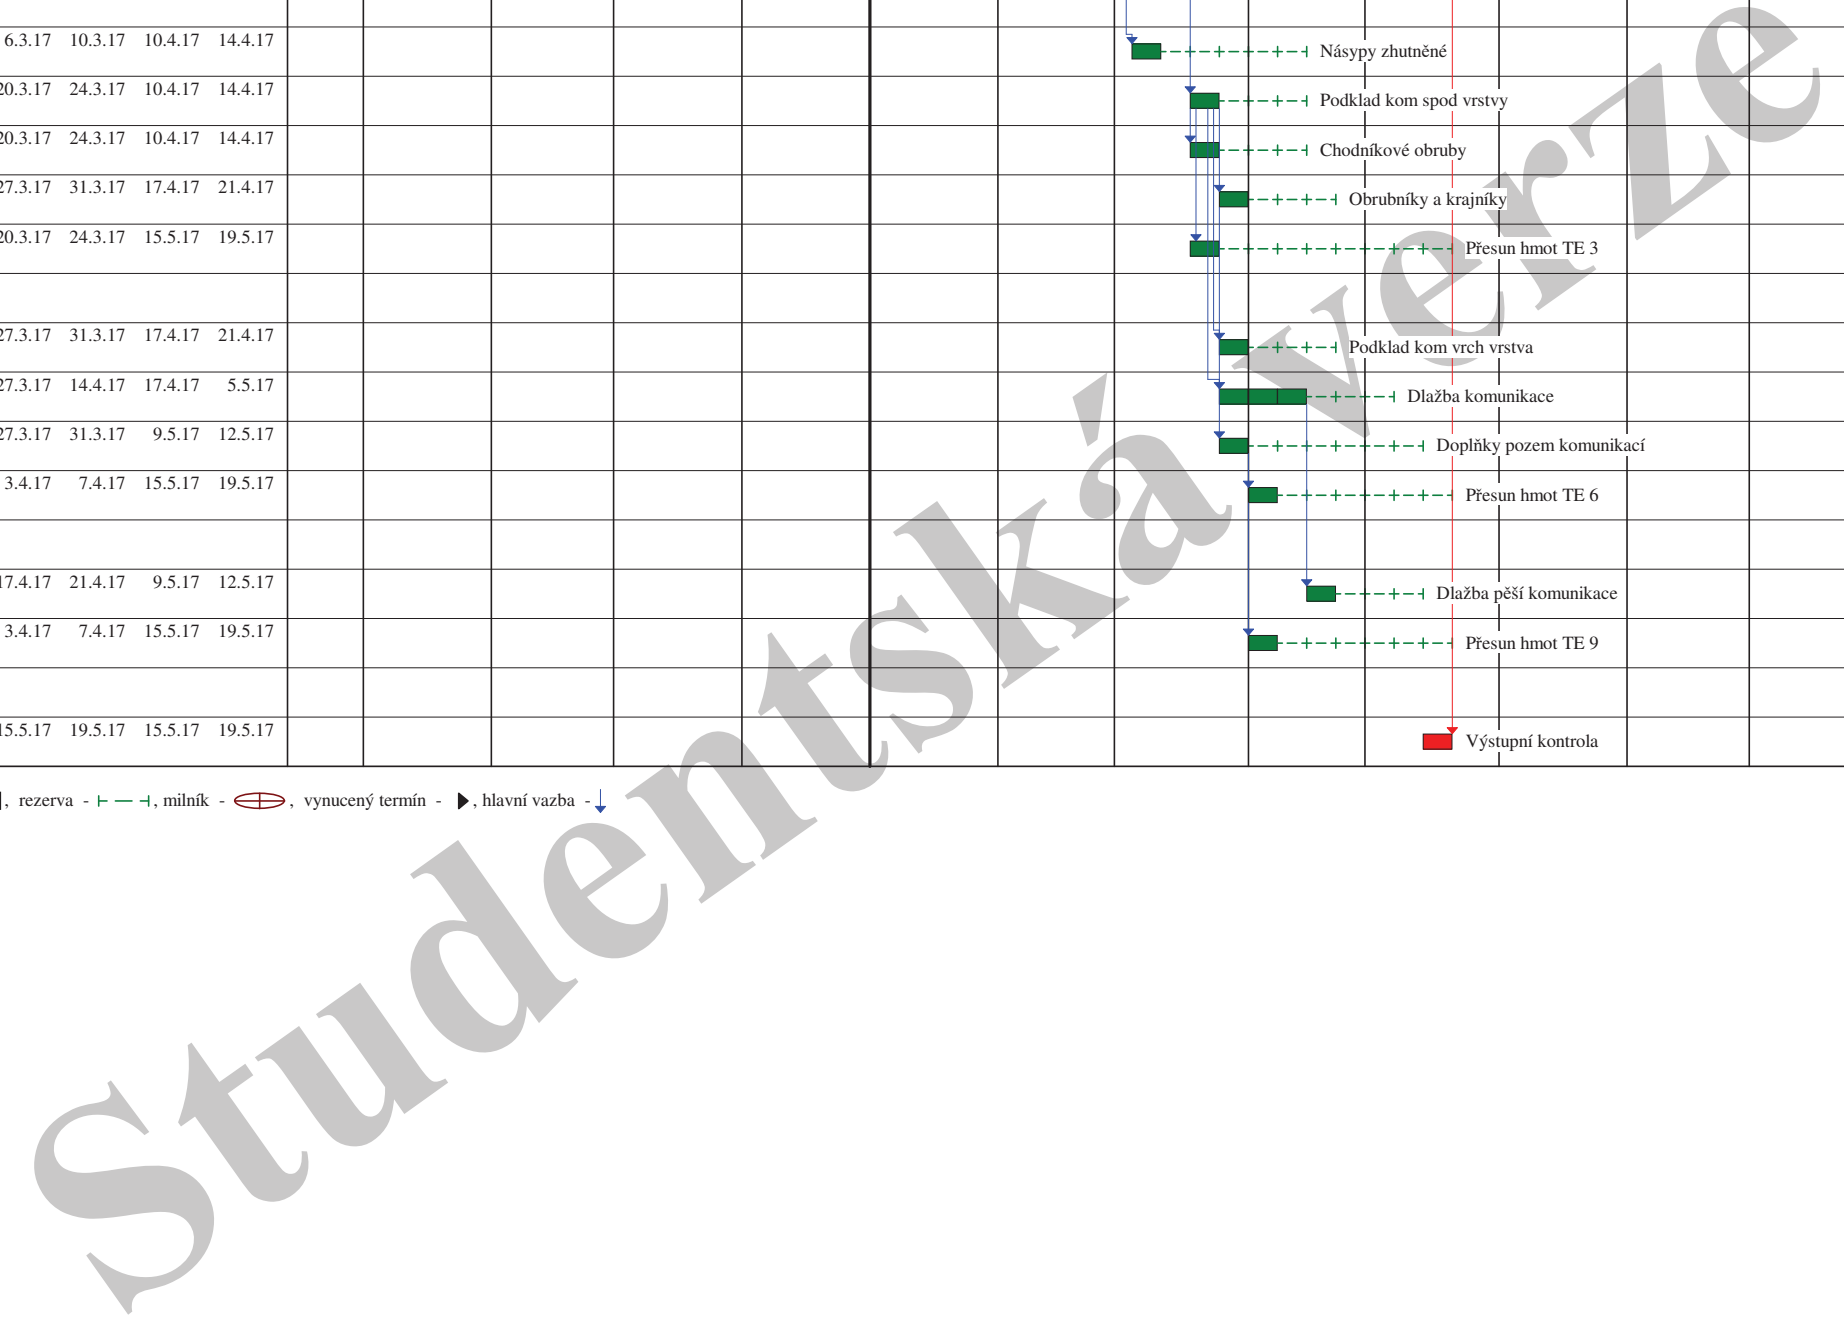 6.3.17 10.3.17 10.4.17 14.4.17 Násypy zhutněné
20.3.17 24.3.17 10.4.17 14.4.17 Podklad kom spod vrstvy
20.3.17 24.3.17 10.4.17 14.4.17 Chodníkové obruby
27.3.17 31.3.17 17.4.17 21.4.17 Obrubníky a krajníky
20.3.17 24.3.17 15.5.17 19.5.17 Přesun hmot TE 3
27.3.17 31.3.17 17.4.17 21.4.17 Podklad kom vrch vrstva
27.3.17 14.4.17 17.4.17 5.5.17 Dlažba komunikace
27.3.17 31.3.17 9.5.17 12.5.17 Doplňky pozem komunikací
3.4.17 7.4.17 15.5.17 19.5.17 Přesun hmot TE 6
17.4.17 21.4.17 9.5.17 12.5.17 Dlažba pěší komunikace
3.4.17 7.4.17 15.5.17 19.5.17 Přesun hmot TE 9
15.5.17 19.5.17 15.5.17 19.5.17 Výstupní kontrola
, rezerva - , milník - , vynucený termín - , hlavní vazba -
Studentská verze